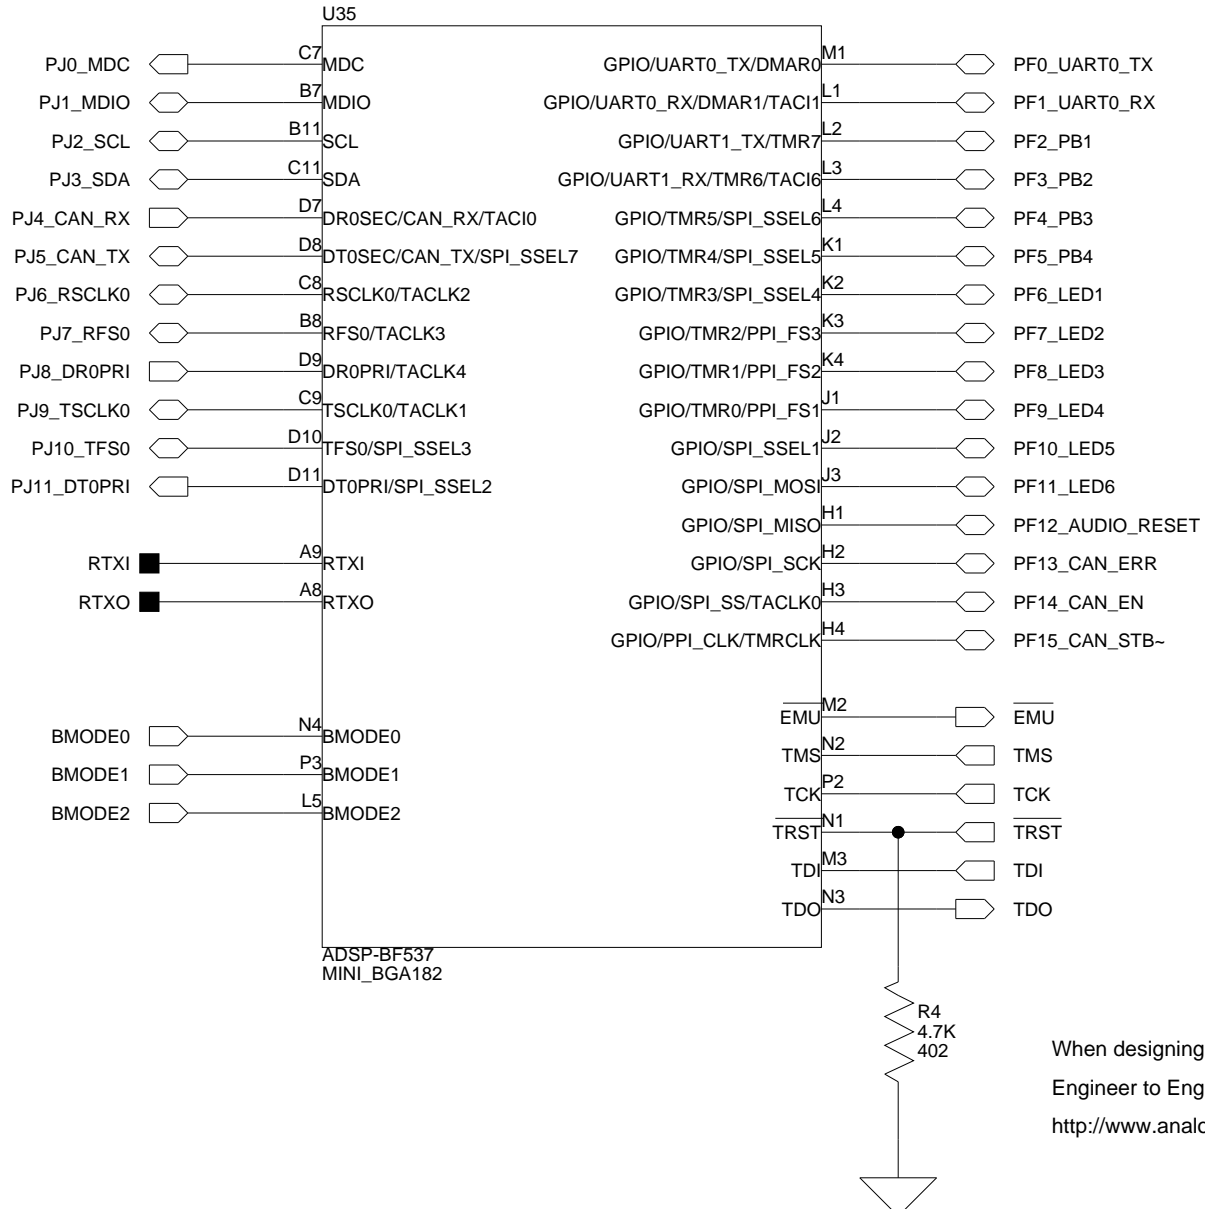 U35
PJ0_MDC C7 MDC GPIO/UART0_TX/DMAR0 M1 PF0_UART0_TX
PJ1_MDIO B7 MDIO GPIO/UART0_RX/DMAR1/TACI1 L1 PF1_UART0_RX
PJ2_SCL B11 SCL GPIO/UART1_TX/TMR7 L2 PF2_PB1
PJ3_SDA C11 SDA GPIO/UART1_RX/TMR6/TACI6 L3 PF3_PB2
PJ4_CAN_RX D7 DR0SEC/CAN_RX/TACI0 GPIO/TMR5/SPI_SSEL6 L4 PF4_PB3
PJ5_CAN_TX D8 DT0SEC/CAN_TX/SPI_SSEL7 GPIO/TMR4/SPI_SSEL5 K1 PF5_PB4
PJ6_RSCLK0 C8 RSCLK0/TACLK2 GPIO/TMR3/SPI_SSEL4 K2 PF6_LED1
PJ7_RFS0 B8 RFS0/TACLK3 GPIO/TMR2/PPI_FS3 K3 PF7_LED2
PJ8_DR0PRI D9 DR0PRI/TACLK4 GPIO/TMR1/PPI_FS2 K4 PF8_LED3
PJ9_TSCLK0 C9 TSCLK0/TACLK1 GPIO/TMR0/PPI_FS1 J1 PF9_LED4
PJ10_TFS0 D10 TFS0/SPI_SSEL3 GPIO/SPI_SSEL1 J2 PF10_LED5
PJ11_DT0PRI D11 DT0PRI/SPI_SSEL2 GPIO/SPI_MOSI J3 PF11_LED6
GPIO/SPI_MISO H1 PF12_AUDIO_RESET
RTXI A9 RTXI GPIO/SPI_SCK H2 PF13_CAN_ERR
RTXO A8 RTXO GPIO/SPI_SS/TACLK0 H3 PF14_CAN_EN
GPIO/PPI_CLK/TMRCLK H4 PF15_CAN_STB~
EMU M2 EMU
BMODE0 N4 BMODE0
TMS N2 TMS
BMODE1 P3 BMODE1
TCK P2 TCK
BMODE2 L5 BMODE2
TRST N1 TRST
TDI M3 TDI
TDO N3 TDO
ADSP-BF537
MINI_BGA182
R4
4.7K
402
When designing
Engineer to Eng
http://www.analo